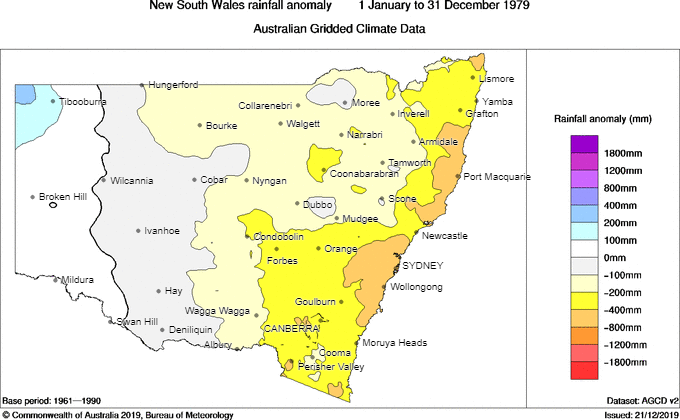 New South Wales rainfall anomaly 1 January to 31 December 1979
Australian Gridded Climate Data
Lismore
Hungerford
Tibooburra
Collarenebri
Moree
Yamba
Inverell
Grafton
Bourke
Walgett
Narrabri
Armidale
Tamworth
Coonabarabran
Port Macquarie
Wilcannia
Cobar
Nyngan
Broken Hill
Dubbo
Scone
Mudgee
Ivanhoe
Condobolin
Newcastle
Forbes
Orange
SYDNEY
Mildura
Hay
Wollongong
Goulburn
Wagga Wagga
Swan Hill
Deniliquin
CANBERRA
Albury
Moruya Heads
Cooma
Perisher Valley
Rainfall anomaly (mm)
1800mm
1200mm
800mm
400mm
200mm
100mm
0mm
-100mm
-200mm
-400mm
-800mm
-1200mm
-1800mm
Base period: 1961—1990
Dataset: AGCD v2
© Commonwealth of Australia 2019, Bureau of Meteorology
Issued: 21/12/2019